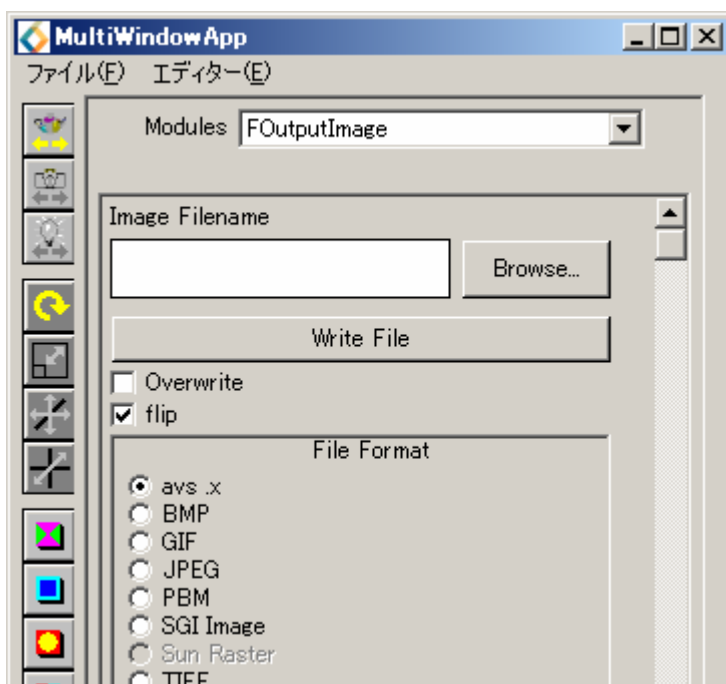 MultiWindowApp
ファイル(F) エディター(E)
Modules FOutputImage
Image Filename
Browse...
Write File
Overwrite
flip
File Format
avs .x
BMP
GIF
JPEG
PBM
SGI Image
Sun Raster
TIFF